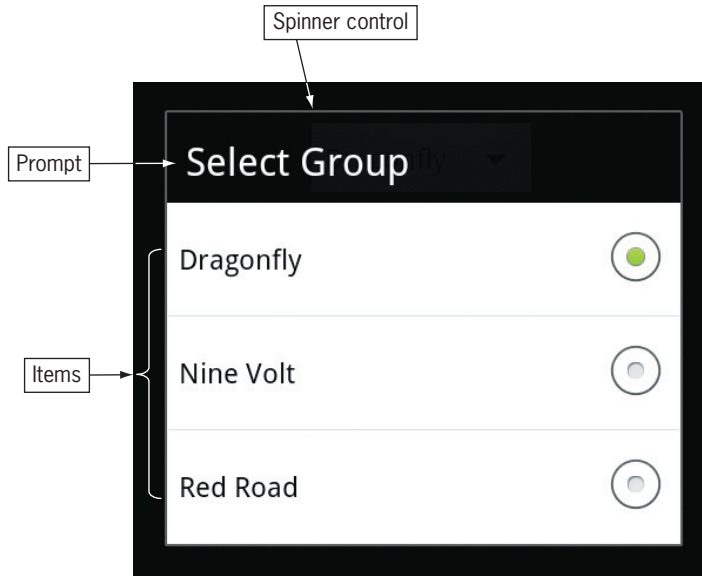 Spinner control
Prompt
Select Group
Dragonfly
Items
Nine Volt
Red Road